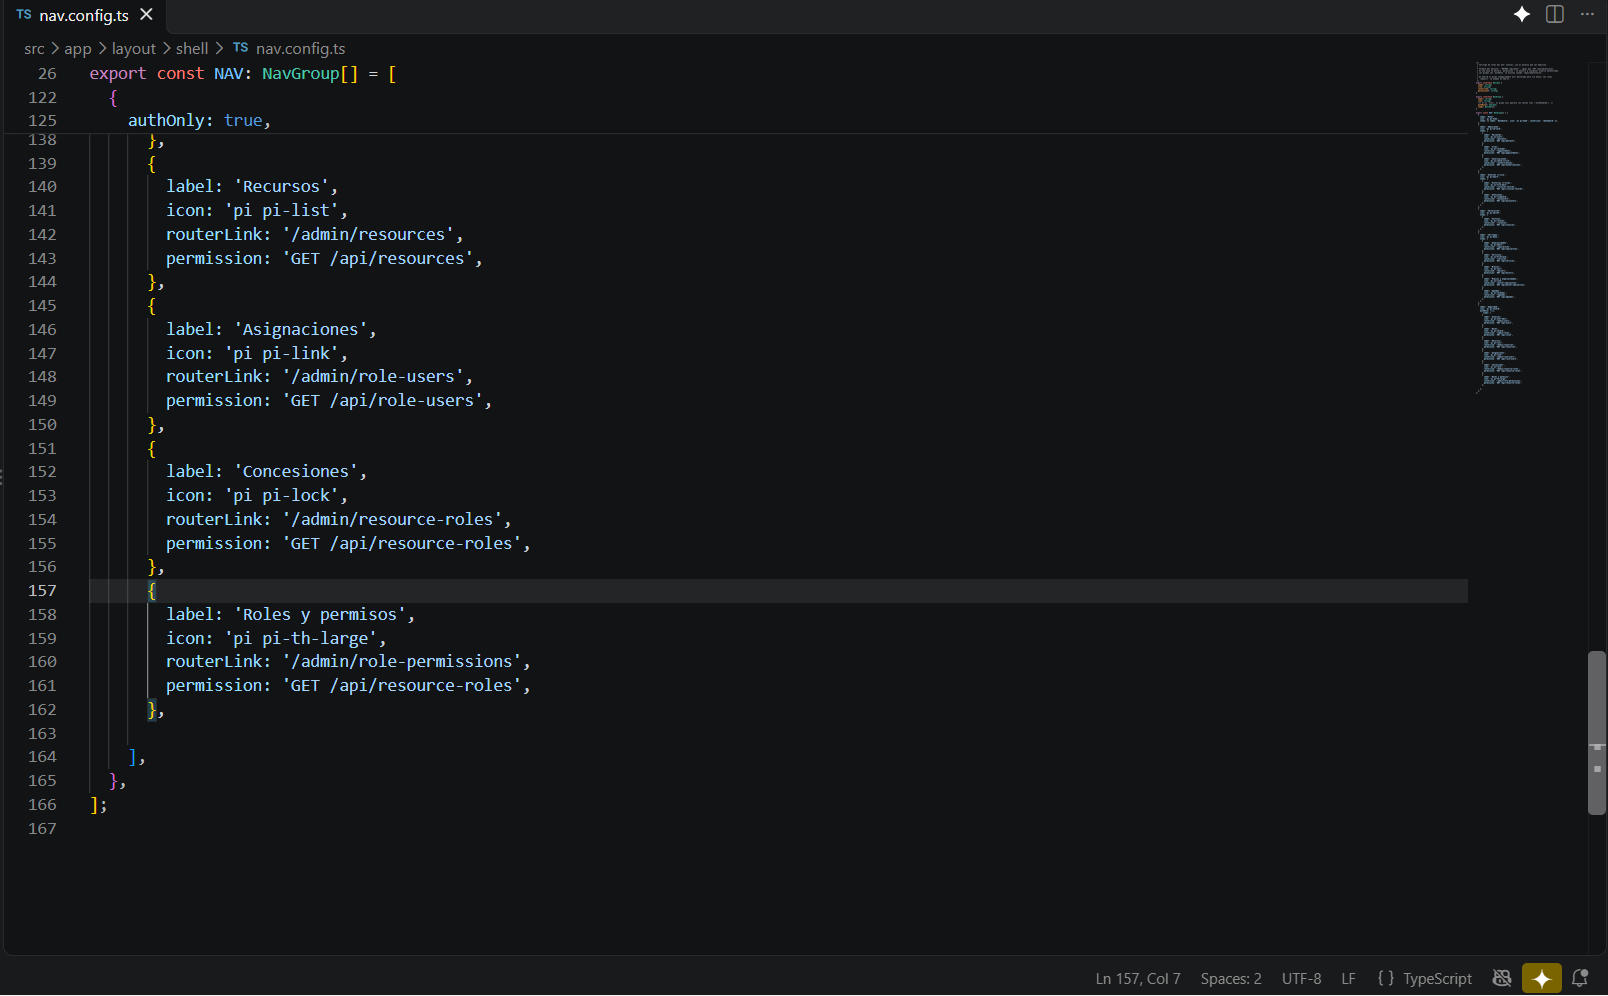 TS nav.config.ts
src > app > layout > shell > TS nav.config.ts
26 export const NAV: NavGroup[] = [
122 {
125 authOnly: true,
138 },
139 {
140 label: 'Recursos',
141 icon: 'pi pi-list',
142 routerLink: '/admin/resources',
143 permission: 'GET /api/resources',
144 },
145 {
146 label: 'Asignaciones',
147 icon: 'pi pi-link',
148 routerLink: '/admin/role-users',
149 permission: 'GET /api/role-users',
150 },
151 {
152 label: 'Concesiones',
153 icon: 'pi pi-lock',
154 routerLink: '/admin/resource-roles',
155 permission: 'GET /api/resource-roles',
156 },
157 {
158 label: 'Roles y permisos',
159 icon: 'pi pi-th-large',
160 routerLink: '/admin/role-permissions',
161 permission: 'GET /api/resource-roles',
162 },
163
164 ],
165 },
166 ];
167
Ln 157, Col 7 Spaces: 2 UTF-8 LF { } TypeScript